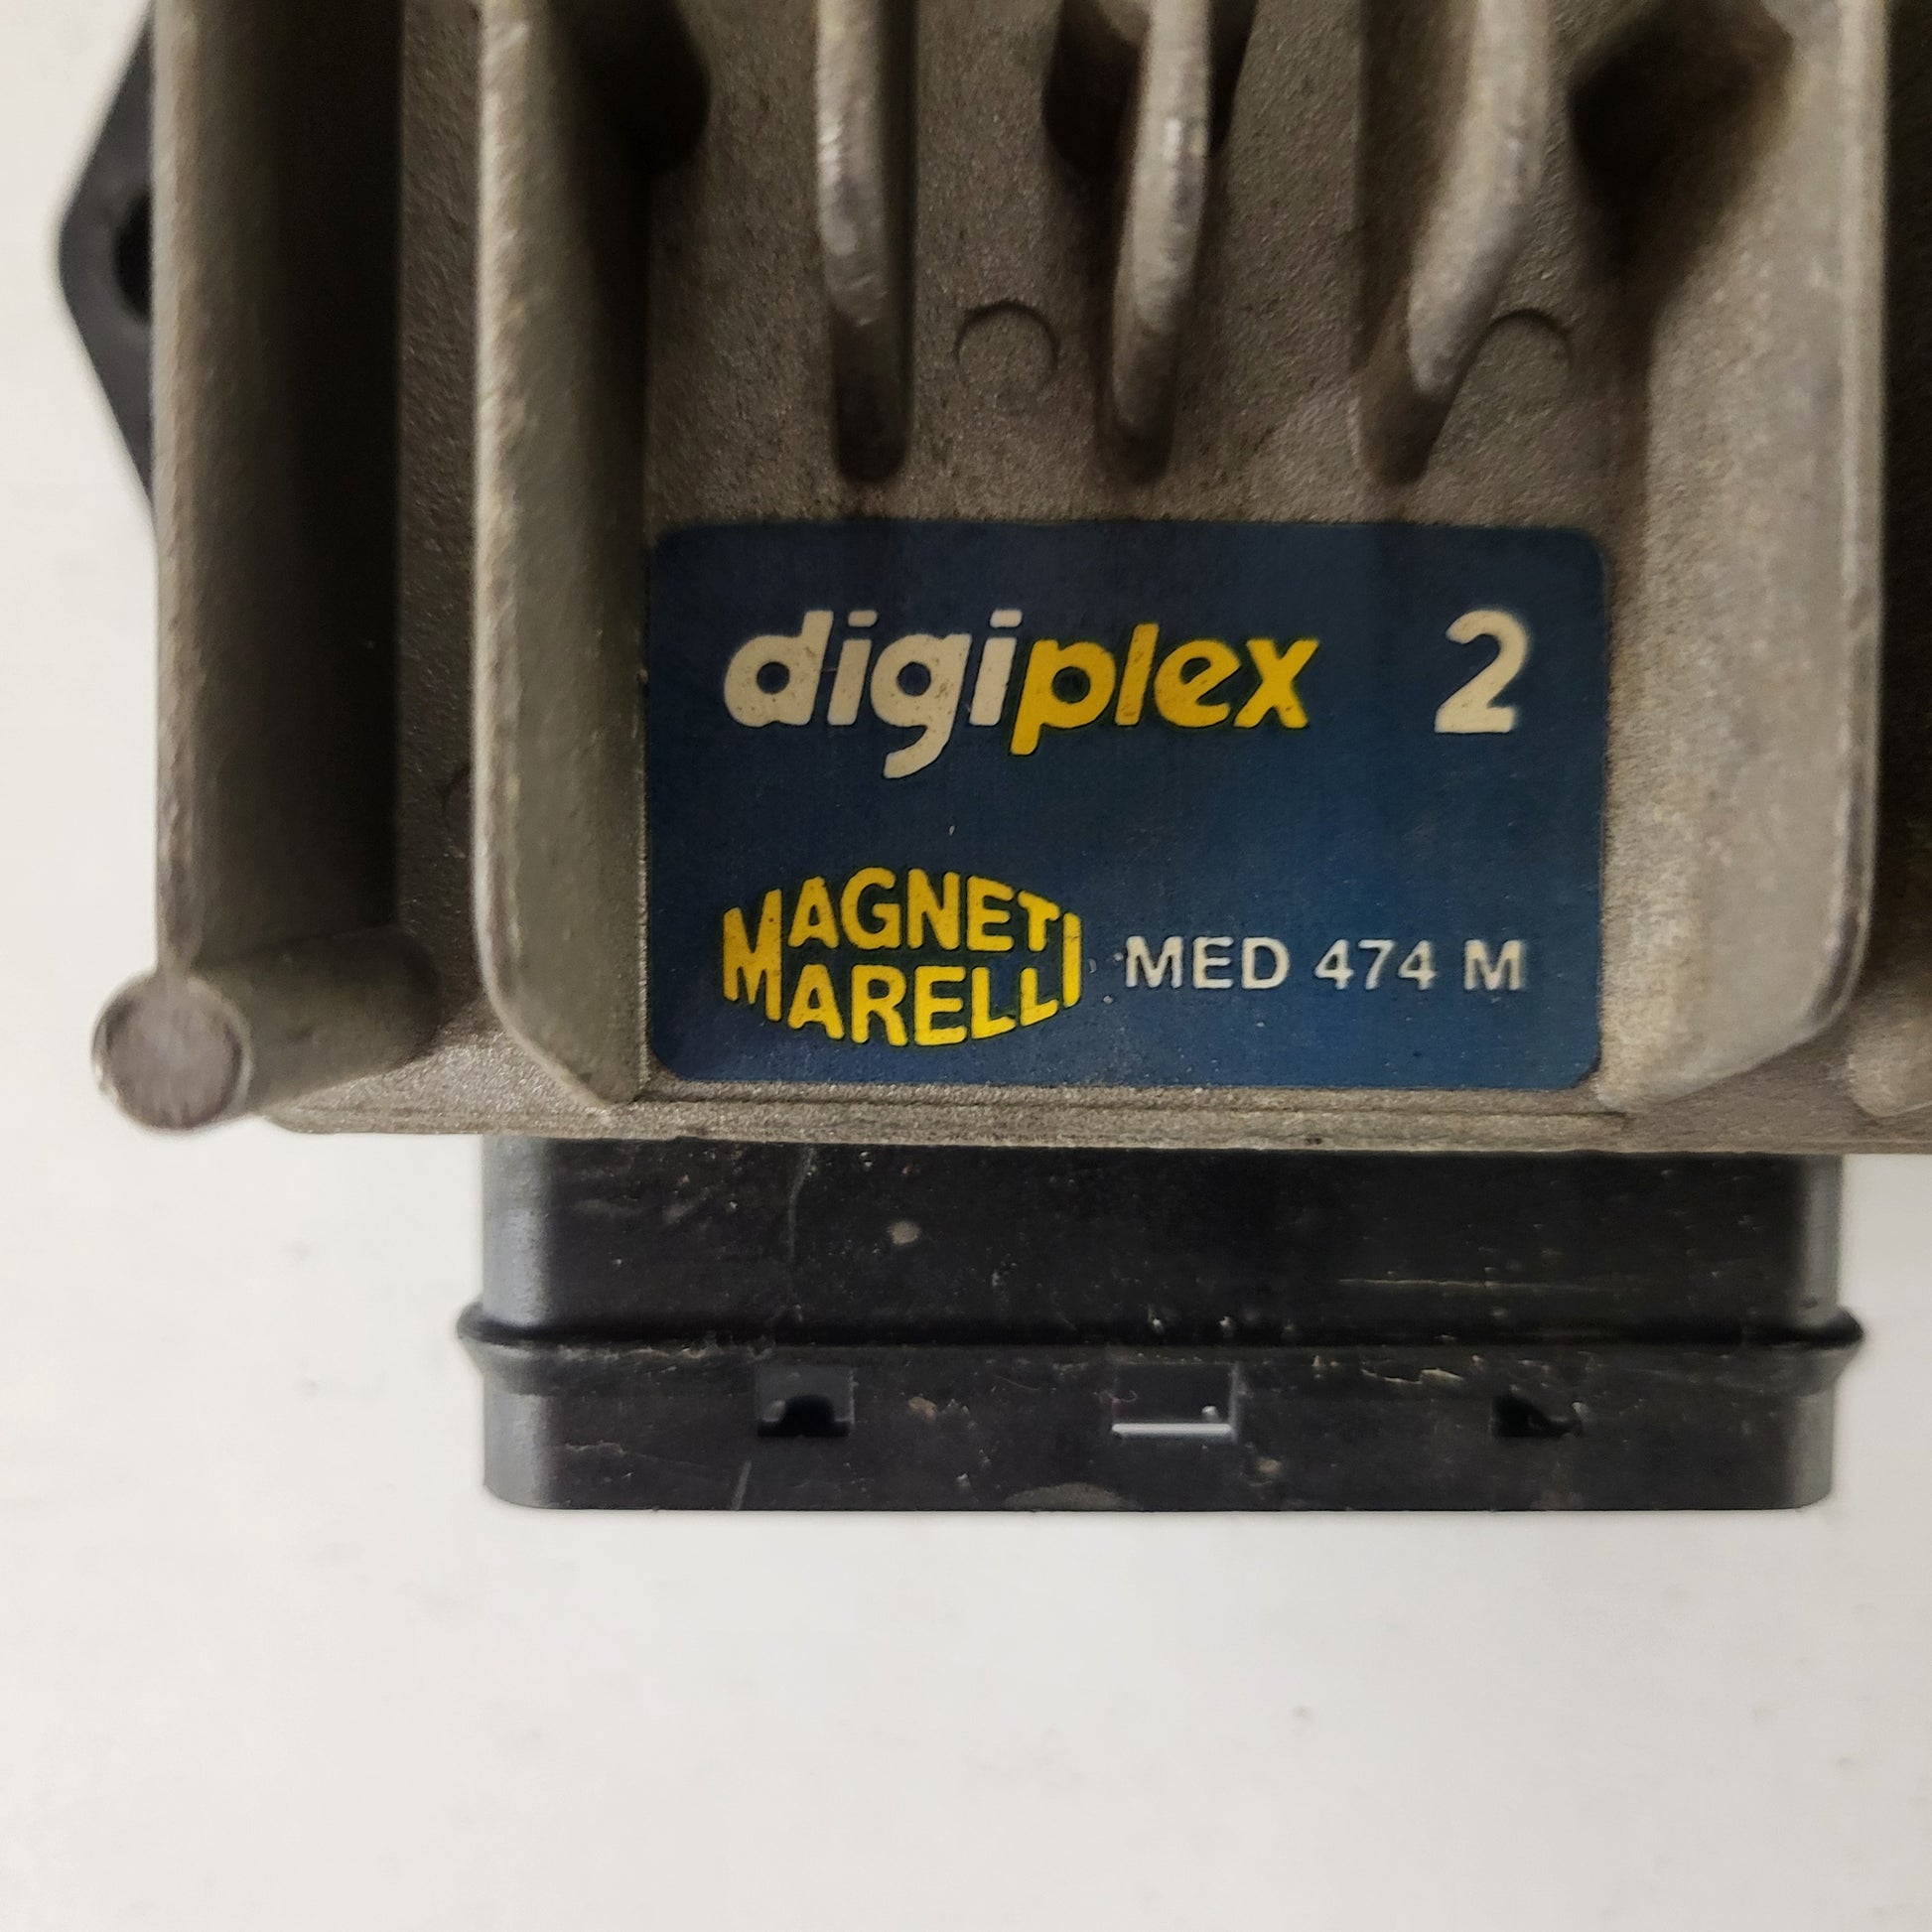 digiplex 2
MAGNETI
MARELLI
MED 474 M